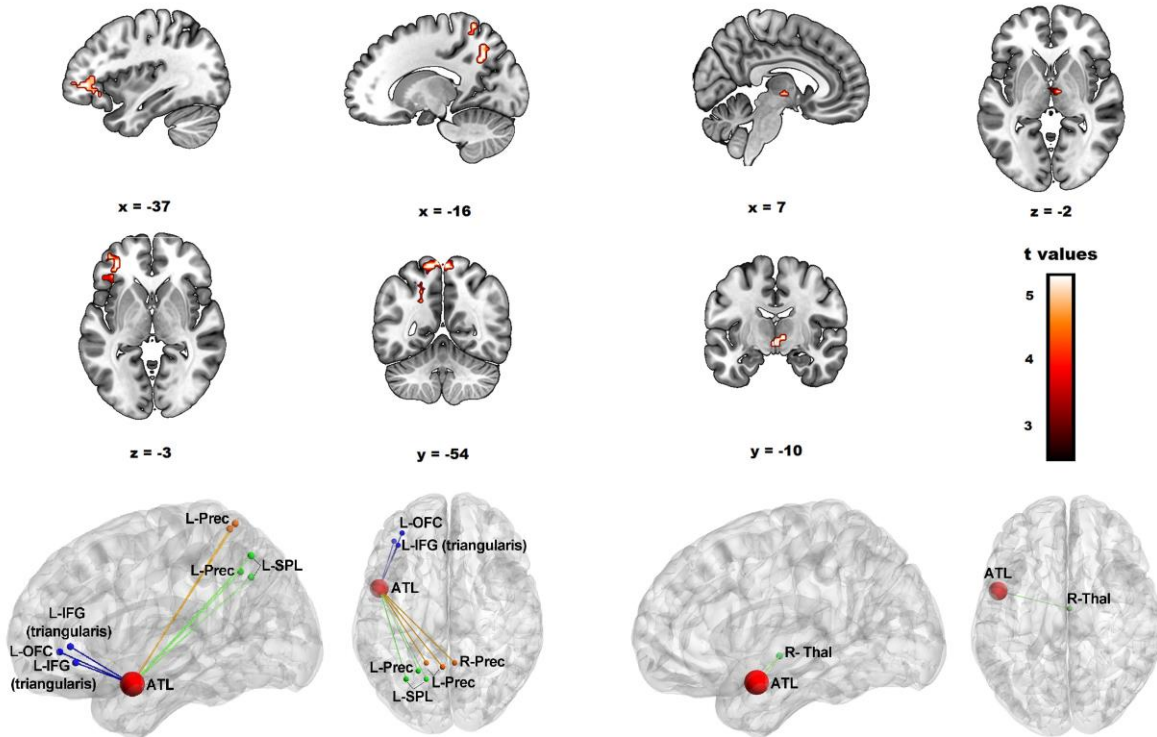 x = -37
x = -16
x = 7
z = -2
z = -3
y = -54
y = -10
t values
5
4
3
L-Prec
L-Prec
L-SPL
L-IFG
(triangularis)
L-OFC
L-IFG
(triangularis)
ATL
L-OFC
L-IFG (triangularis)
ATL
L-Prec
R-Prec
L-Prec
L-SPL
R- Thal
ATL
ATL
R-Thal